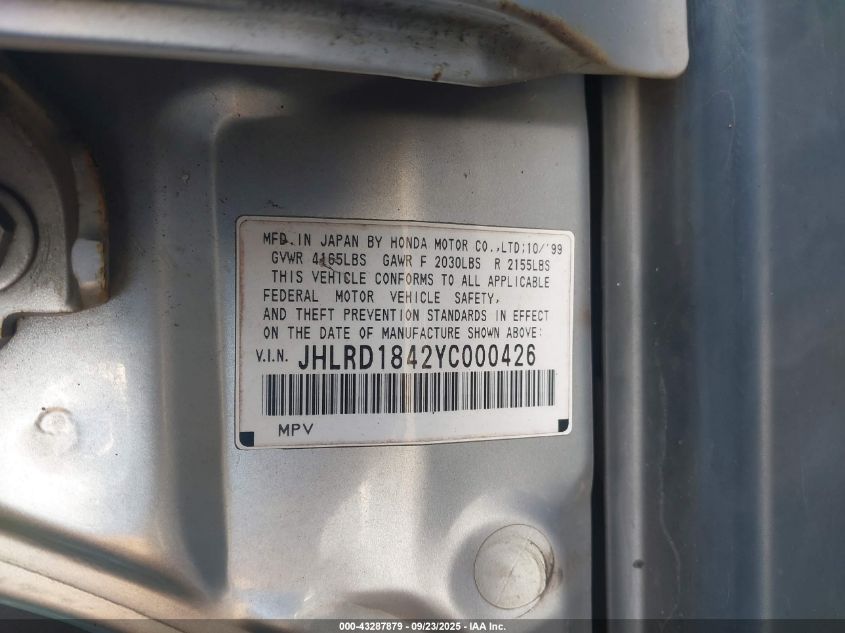 MFD. IN JAPAN BY HONDA MOTOR CO., LTD: 10/'99
GVWR 4165LBS GAWR F 2030LBS R 2155LBS
THIS VEHICLE CONFORMS TO ALL APPLICABLE
FEDERAL MOTOR VEHICLE SAFETY,
AND THEFT PREVENTION STANDARDS IN EFFECT
ON THE DATE OF MANUFACTURE SHOWN ABOVE:
V.I.N. JHLRD1842YC000426
MPV
000-43287879 - 09/23/2025 - IAA Inc.